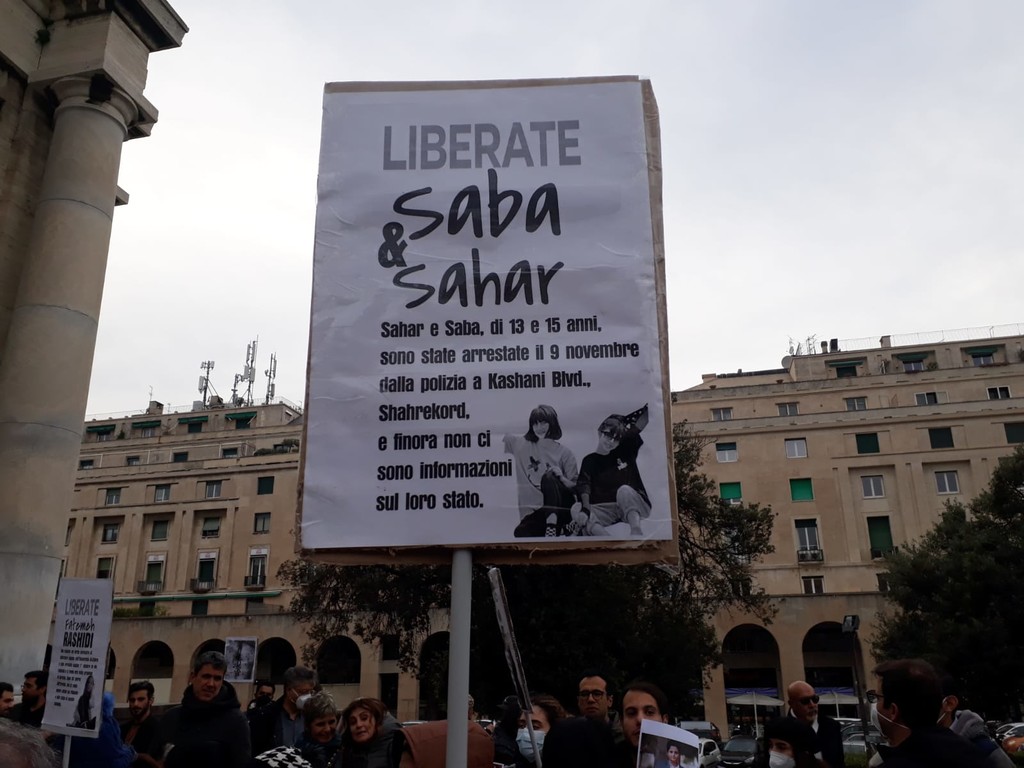 LIBERATE
Saba
&
Sahar
Sahar e Saba, di 13 e 15 anni,
sono state arrestate il 9 novembre
dalla polizia a Kashani Blvd.,
Shahrekord,
e finora non ci
sono informazioni
sul loro stato.
LIBERATE
Fatemeh
RASHIDI